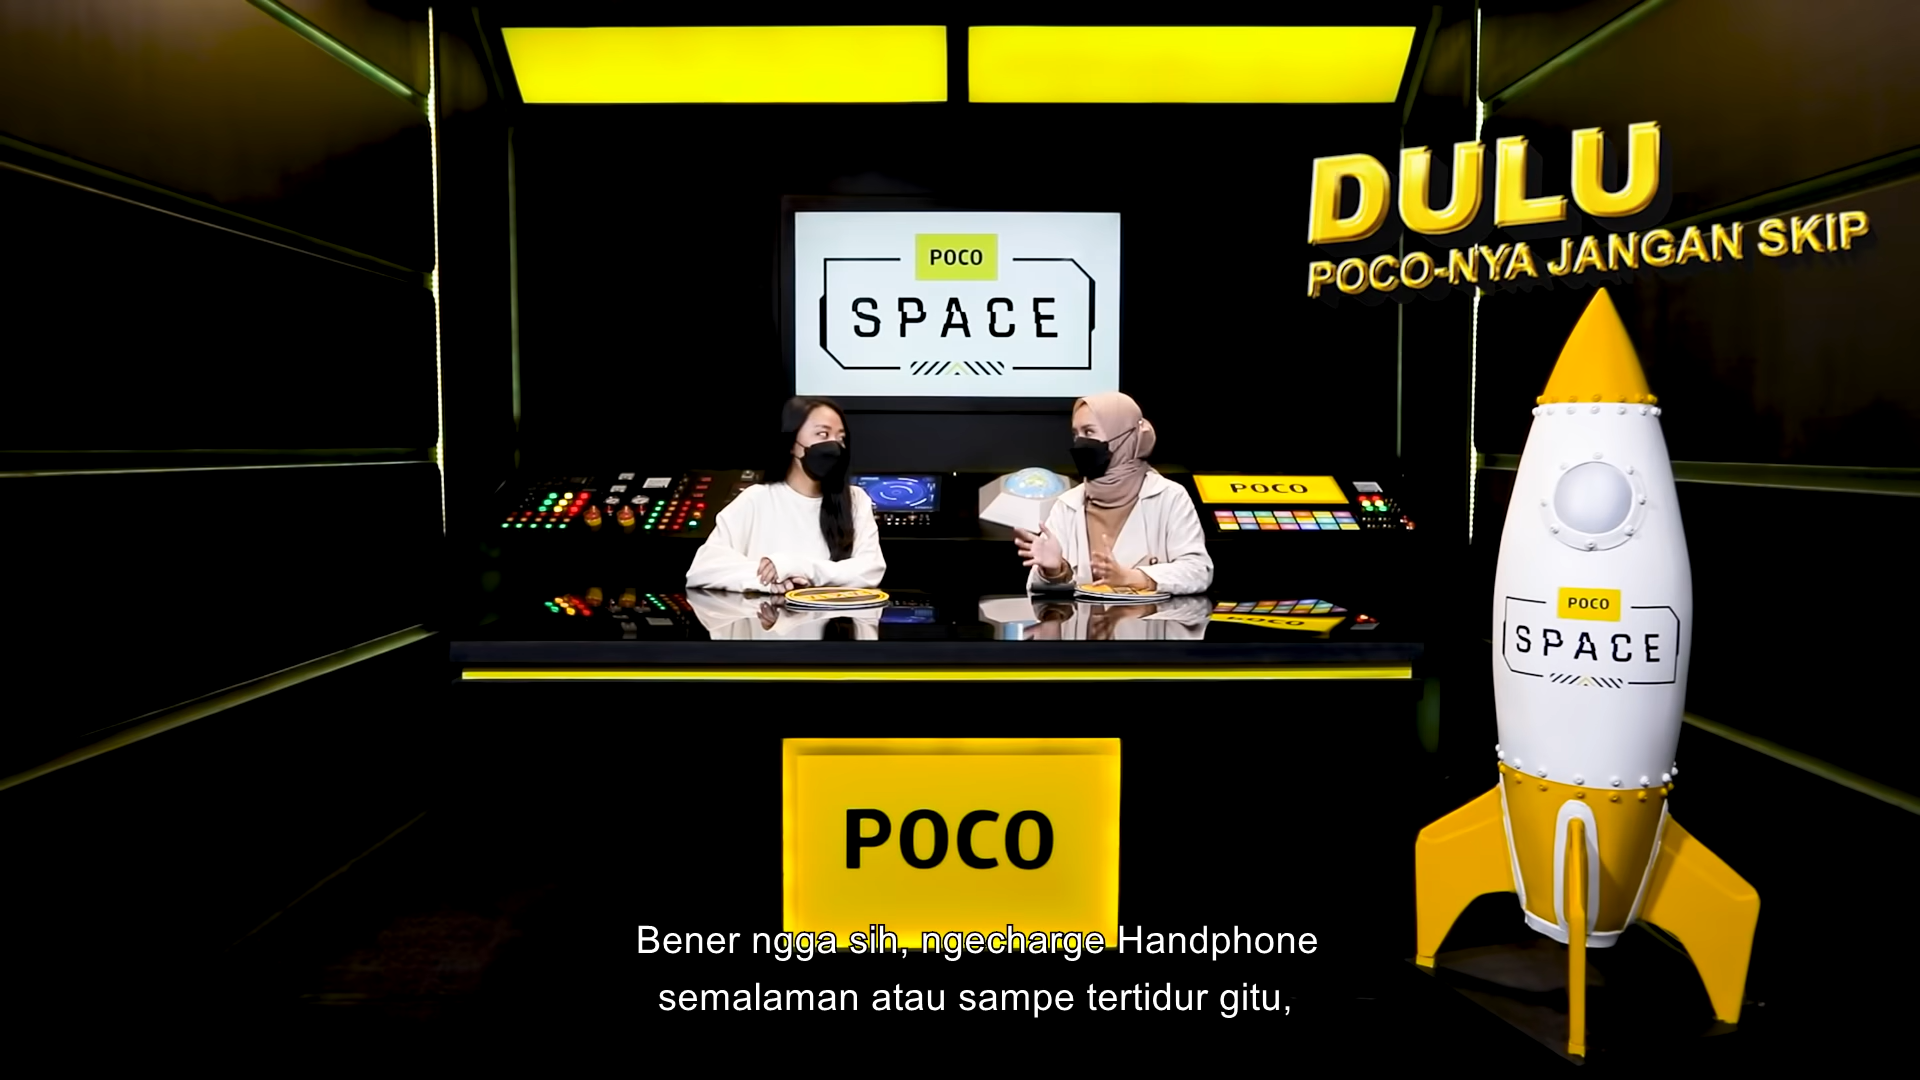 DULU
POCO-NYA JANGAN SKIP
POCO
SPACE
POCO
POCO
SPACE
POCO
Bener ngga sih, ngecharge Handphone
semalaman atau sampe tertidur gitu,